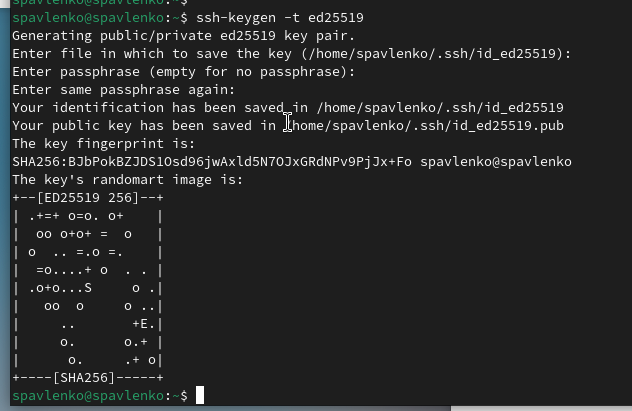 spavlenko@spavlenko:~$ ssh-keygen -t ed25519
Generating public/private ed25519 key pair.
Enter file in which to save the key (/home/spavlenko/.ssh/id_ed25519):
Enter passphrase (empty for no passphrase):
Enter same passphrase again:
Your identification has been saved in /home/spavlenko/.ssh/id_ed25519
Your public key has been saved in /home/spavlenko/.ssh/id_ed25519.pub
The key fingerprint is:
SHA256:BJbPokBZJDS1Osd96jwAxld5N7OJxGRdNPv9PjJx+Fo spavlenko@spavlenko
The key's randomart image is:
+--[ED25519 256]--+
| .+=+ o=o. o+    |
|  oo o+o+ =  o   |
| o  .. =.o =.    |
|  =o....+ o  . . |
| .o+o...S     o .|
|   oo  o     o ..|
|     ..      +E.|
|     o.     o.+ |
|      o.     .+ o|
+----[SHA256]-----+
spavlenko@spavlenko:~$